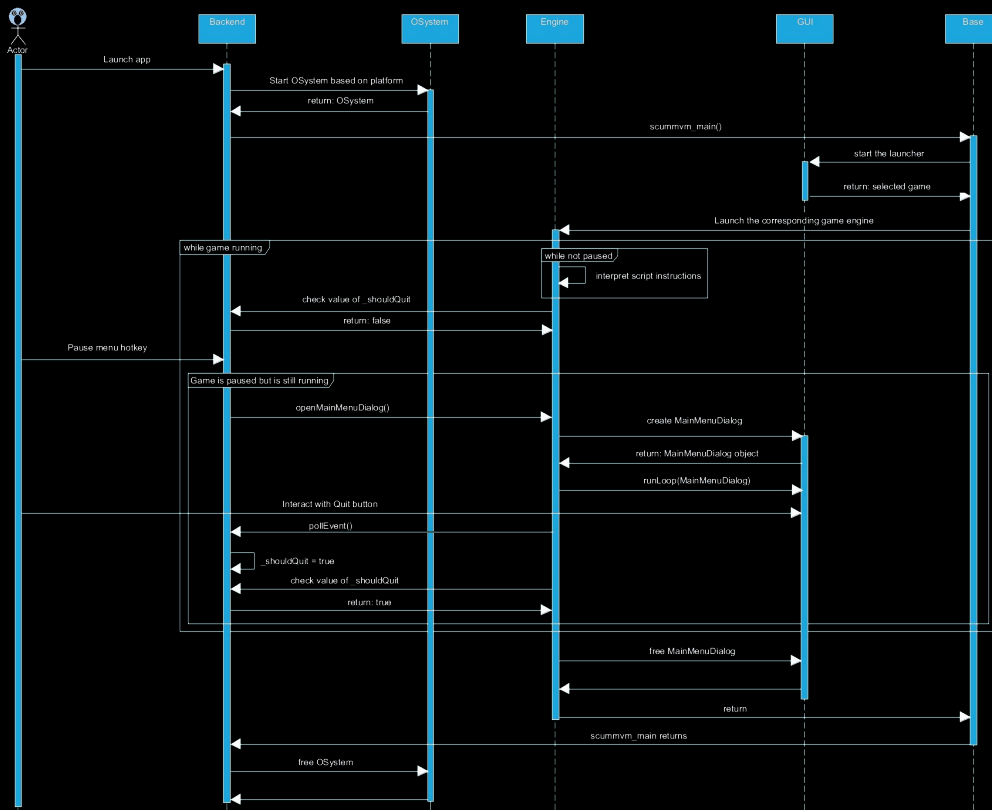 Backend
OSystem
Engine
GUI
Base
Actor
Launch app
Start OSystem based on platform
return: OSystem
scummvm_main()
start the launcher
return: selected game
Launch the corresponding game engine
while game running
while not paused
interpret script instructions
check value of _shouldQuit
return: false
Pause menu hotkey
Game is paused but is still running
openMainMenuDialog()
create MainMenuDialog
return: MainMenuDialog object
runLoop(MainMenuDialog)
Interact with Quit button
pollEvent()
_shouldQuit = true
check value of _shouldQuit
return: true
free MainMenuDialog
return
scummvm_main returns
free OSystem